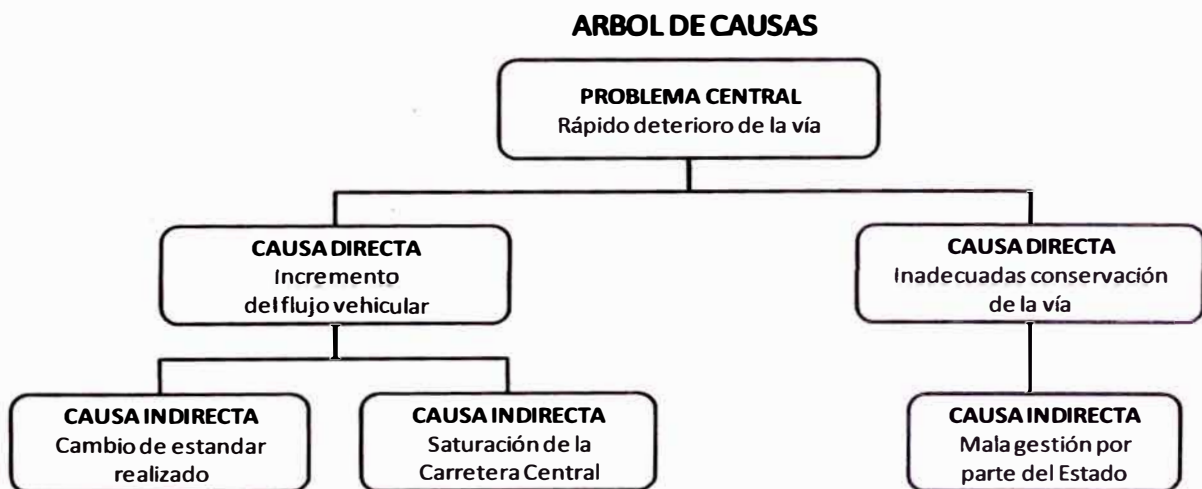 ARBOL DE CAUSAS
PROBLEMA CENTRAL
Rápido deterioro de la vía
CAUSA DIRECTA
Incremento
del flujo vehicular
CAUSA DIRECTA
Inadecuadas conservación
de la vía
CAUSA INDIRECTA
Cambio de estandar
realizado
CAUSA INDIRECTA
Saturación de la
Carretera Central
CAUSA INDIRECTA
Mala gestión por
parte del Estado